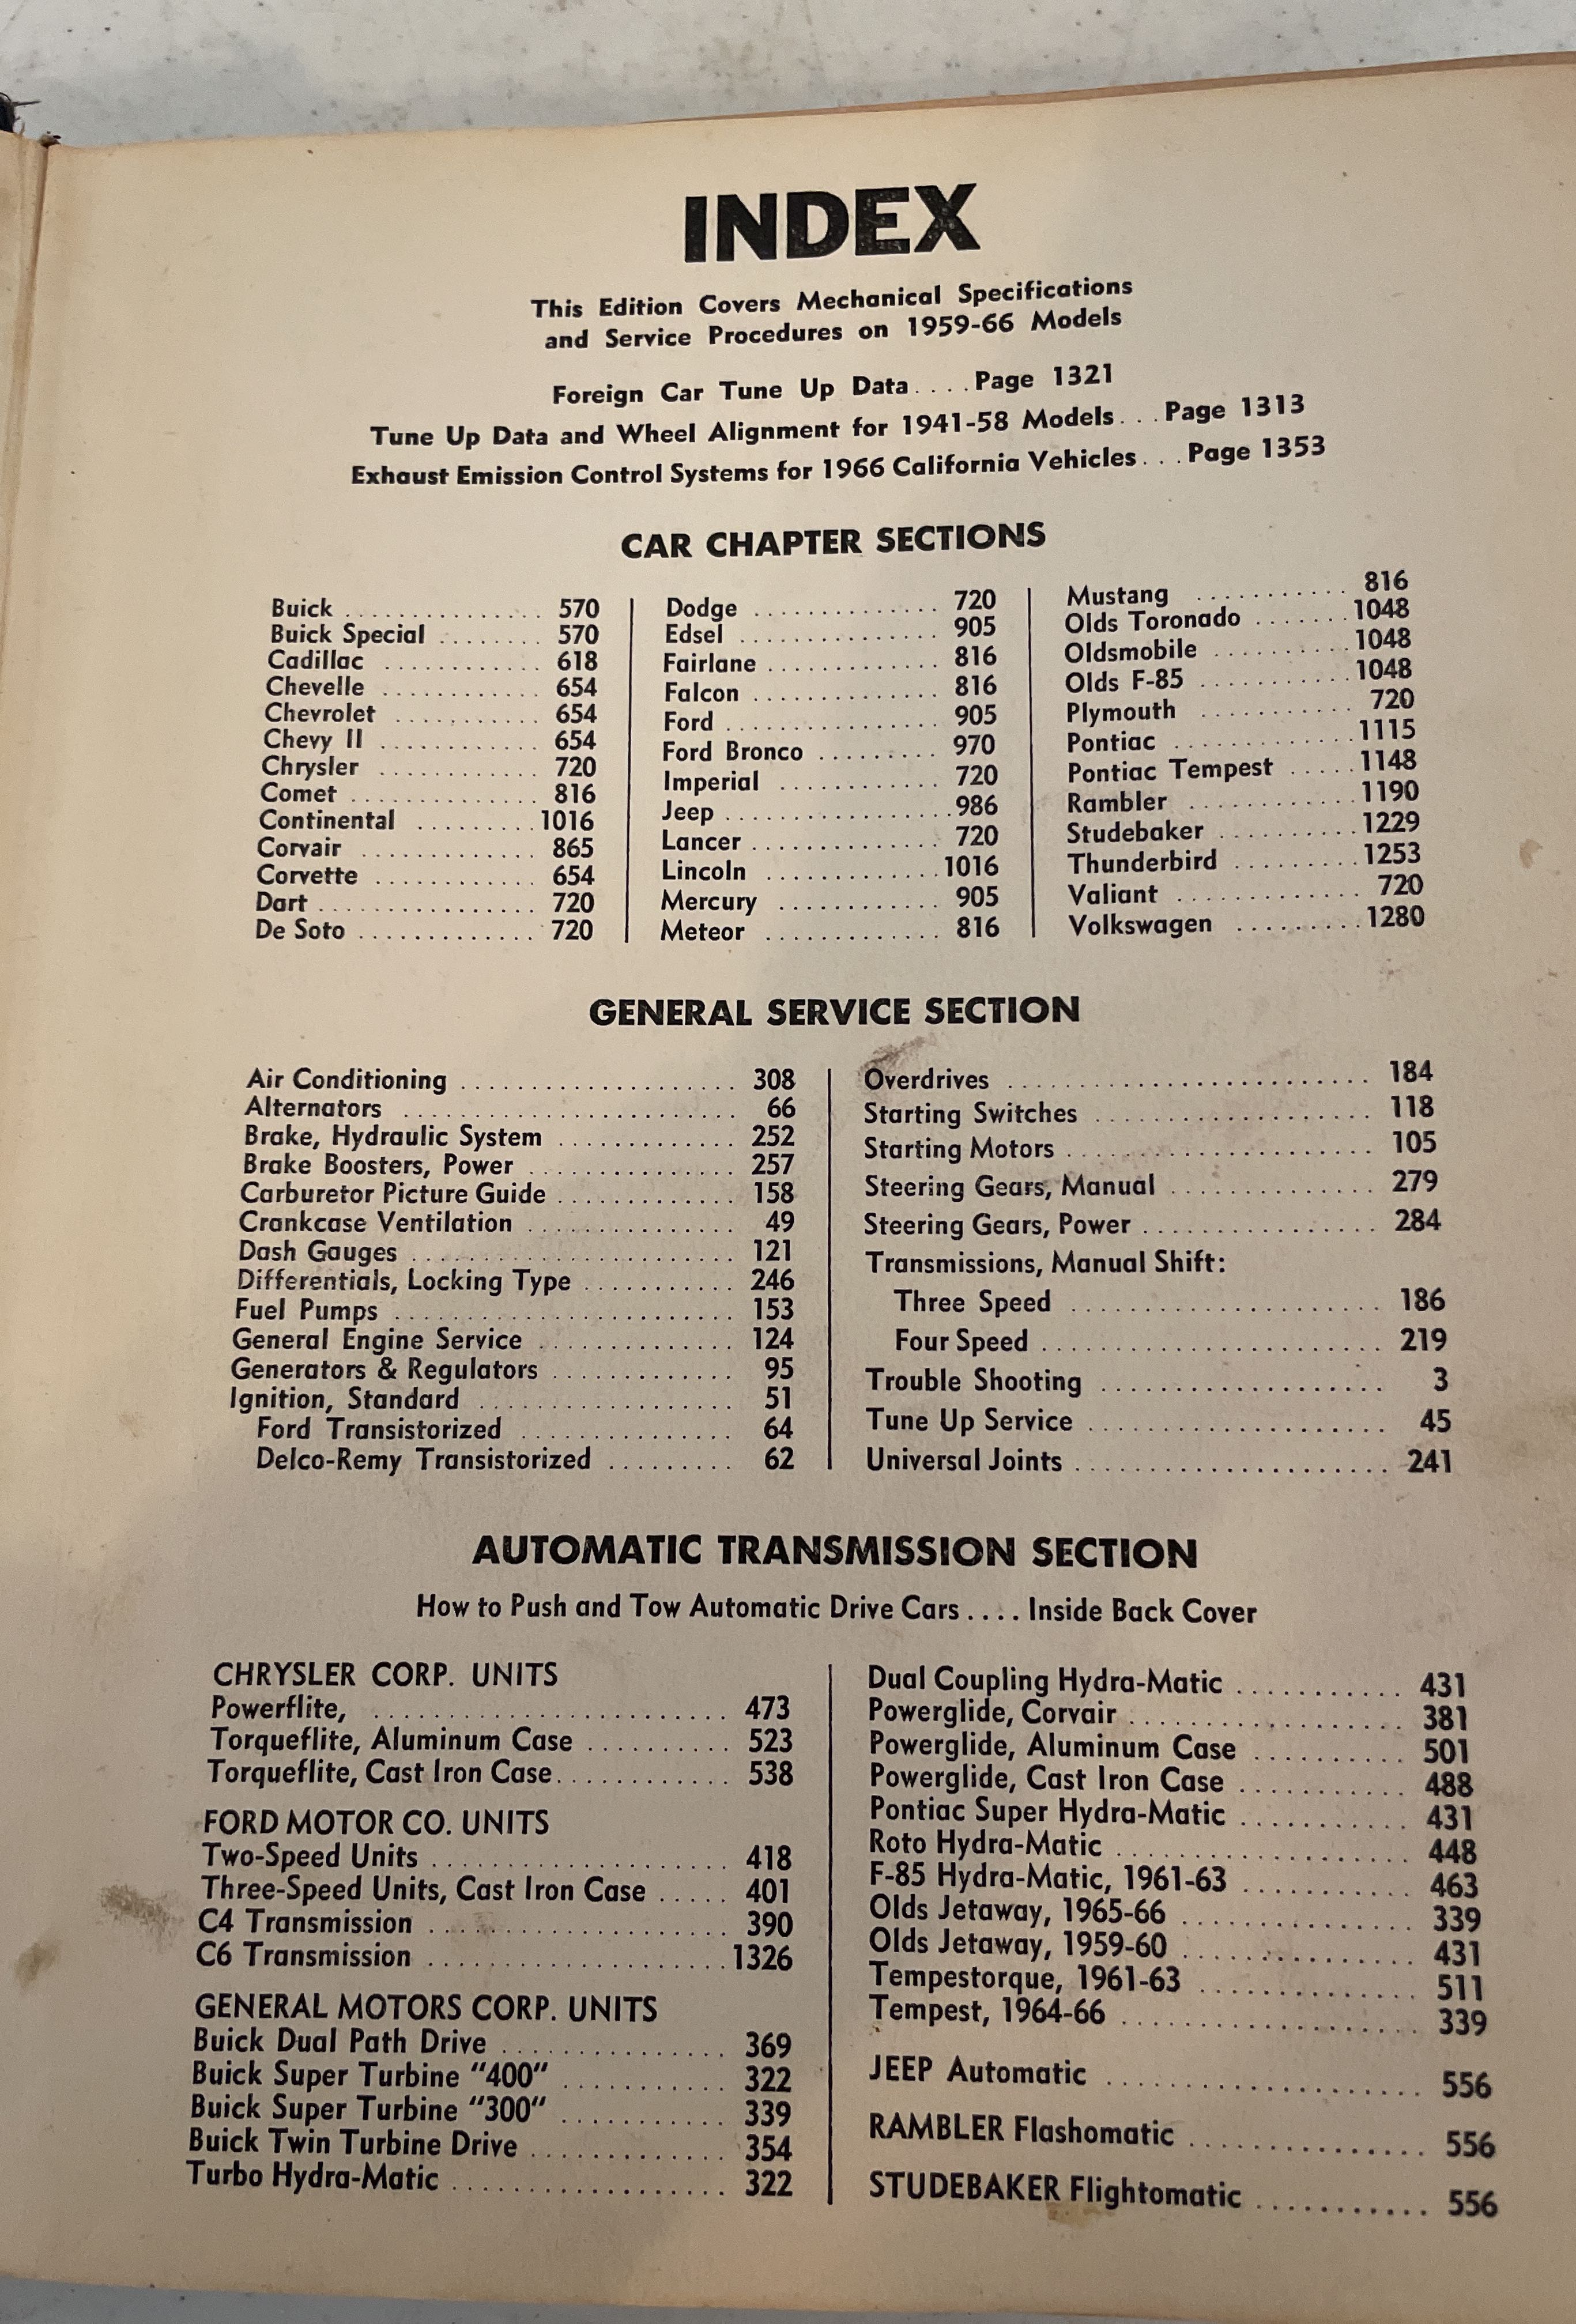 INDEX
This Edition Covers Mechanical Specifications
and Service Procedures on 1959-66 Models
Foreign Car Tune Up Data.... Page 1321
Tune Up Data and Wheel Alignment for 1941-58 Models... Page 1313
Exhaust Emission Control Systems for 1966 California Vehicles... Page 1353
CAR CHAPTER SECTIONS
Buick ............. 570
Buick Special ........ 570
Cadillac ............ 618
Chevelle ............ 654
Chevrolet ........... 654
Chevy II ............ 654
Chrysler ............ 720
Comet .............. 816
Continental ......... 1016
Corvair ............. 865
Corvette ............ 654
Dart ................ 720
De Soto ............. 720
Dodge .............. 720
Edsel ............... 905
Fairlane ............. 816
Falcon .............. 816
Ford ................ 905
Ford Bronco ......... 970
Imperial ............ 720
Jeep ................ 986
Lancer .............. 720
Lincoln ............. 1016
Mercury ............ 905
Meteor ............. 816
Mustang ........... 816
Olds Toronado ....... 1048
Oldsmobile .......... 1048
Olds F-85 ........... 1048
Plymouth ........... 720
Pontiac ............. 1115
Pontiac Tempest ..... 1148
Rambler ............ 1190
Studebaker .......... 1229
Thunderbird ......... 1253
Valiant ............. 720
Volkswagen ......... 1280
GENERAL SERVICE SECTION
Air Conditioning ..................... 308
Alternators ......................... 66
Brake, Hydraulic System ............. 252
Brake Boosters, Power ................ 257
Carburetor Picture Guide ............. 158
Crankcase Ventilation ................ 49
Dash Gauges ........................ 121
Differentials, Locking Type ........... 246
Fuel Pumps ......................... 153
General Engine Service ............... 124
Generators & Regulators .............. 95
Ignition, Standard .................... 51
Ford Transistorized ................ 64
Delco-Remy Transistorized ......... 62
Overdrives .......................... 184
Starting Switches ..................... 118
Starting Motors ....................... 105
Steering Gears, Manual ............... 279
Steering Gears, Power ................. 284
Transmissions, Manual Shift:
Three Speed ...................... 186
Four Speed ........................ 219
Trouble Shooting ..................... 3
Tune Up Service ...................... 45
Universal Joints ....................... 241
AUTOMATIC TRANSMISSION SECTION
How to Push and Tow Automatic Drive Cars .... Inside Back Cover
CHRYSLER CORP. UNITS
Powerflite, ......................... 473
Torqueflite, Aluminum Case .......... 523
Torqueflite, Cast Iron Case............ 538
FORD MOTOR CO. UNITS
Two-Speed Units .................... 418
Three-Speed Units, Cast Iron Case ..... 401
C4 Transmission .................... 390
C6 Transmission .................... 1326
GENERAL MOTORS CORP. UNITS
Buick Dual Path Drive ................ 369
Buick Super Turbine "400" ........... 322
Buick Super Turbine "300" ........... 339
Buick Twin Turbine Drive ............. 354
Turbo Hydra-Matic .................. 322
Dual Coupling Hydra-Matic ........... 431
Powerglide, Corvair .................. 381
Powerglide, Aluminum Case .......... 501
Powerglide, Cast Iron Case ........... 488
Pontiac Super Hydra-Matic ........... 431
Roto Hydra-Matic .................... 448
F-85 Hydra-Matic, 1961-63 ........... 463
Olds Jetaway, 1965-66 ............... 339
Olds Jetaway, 1959-60 ............... 431
Tempestorque, 1961-63 .............. 511
Tempest, 1964-66 ................... 339
JEEP Automatic ..................... 556
RAMBLER Flashomatic ............... 556
STUDEBAKER Flightomatic ........... 556